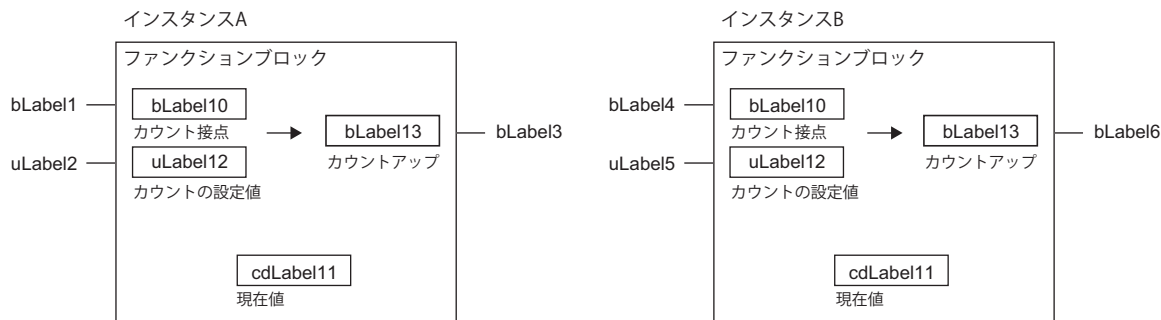 インスタンスA
ファンクションブロック
bLabel1
bLabel10
カウント接点
bLabel13
カウントアップ
bLabel3
uLabel2
uLabel12
カウントの設定値
cdLabel11
現在値
インスタンスB
ファンクションブロック
bLabel4
bLabel10
カウント接点
bLabel13
カウントアップ
bLabel6
uLabel5
uLabel12
カウントの設定値
cdLabel11
現在値